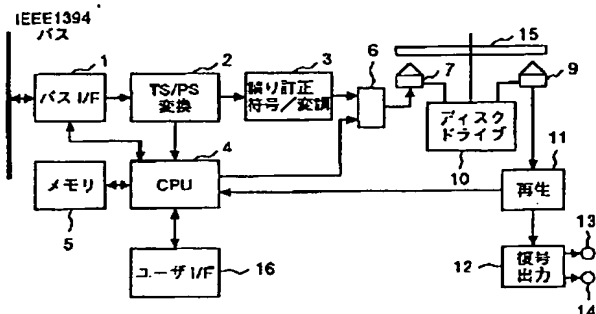 IEEE1394
バス
1
2
3
6
15
7
9
バス I/F
TS/PS
変換
誤り訂正
符号/変調
ディスク
ドライブ
4
10
11
メモリ
CPU
再生
5
13
ユーザ I/F
16
12
復号
出力
14